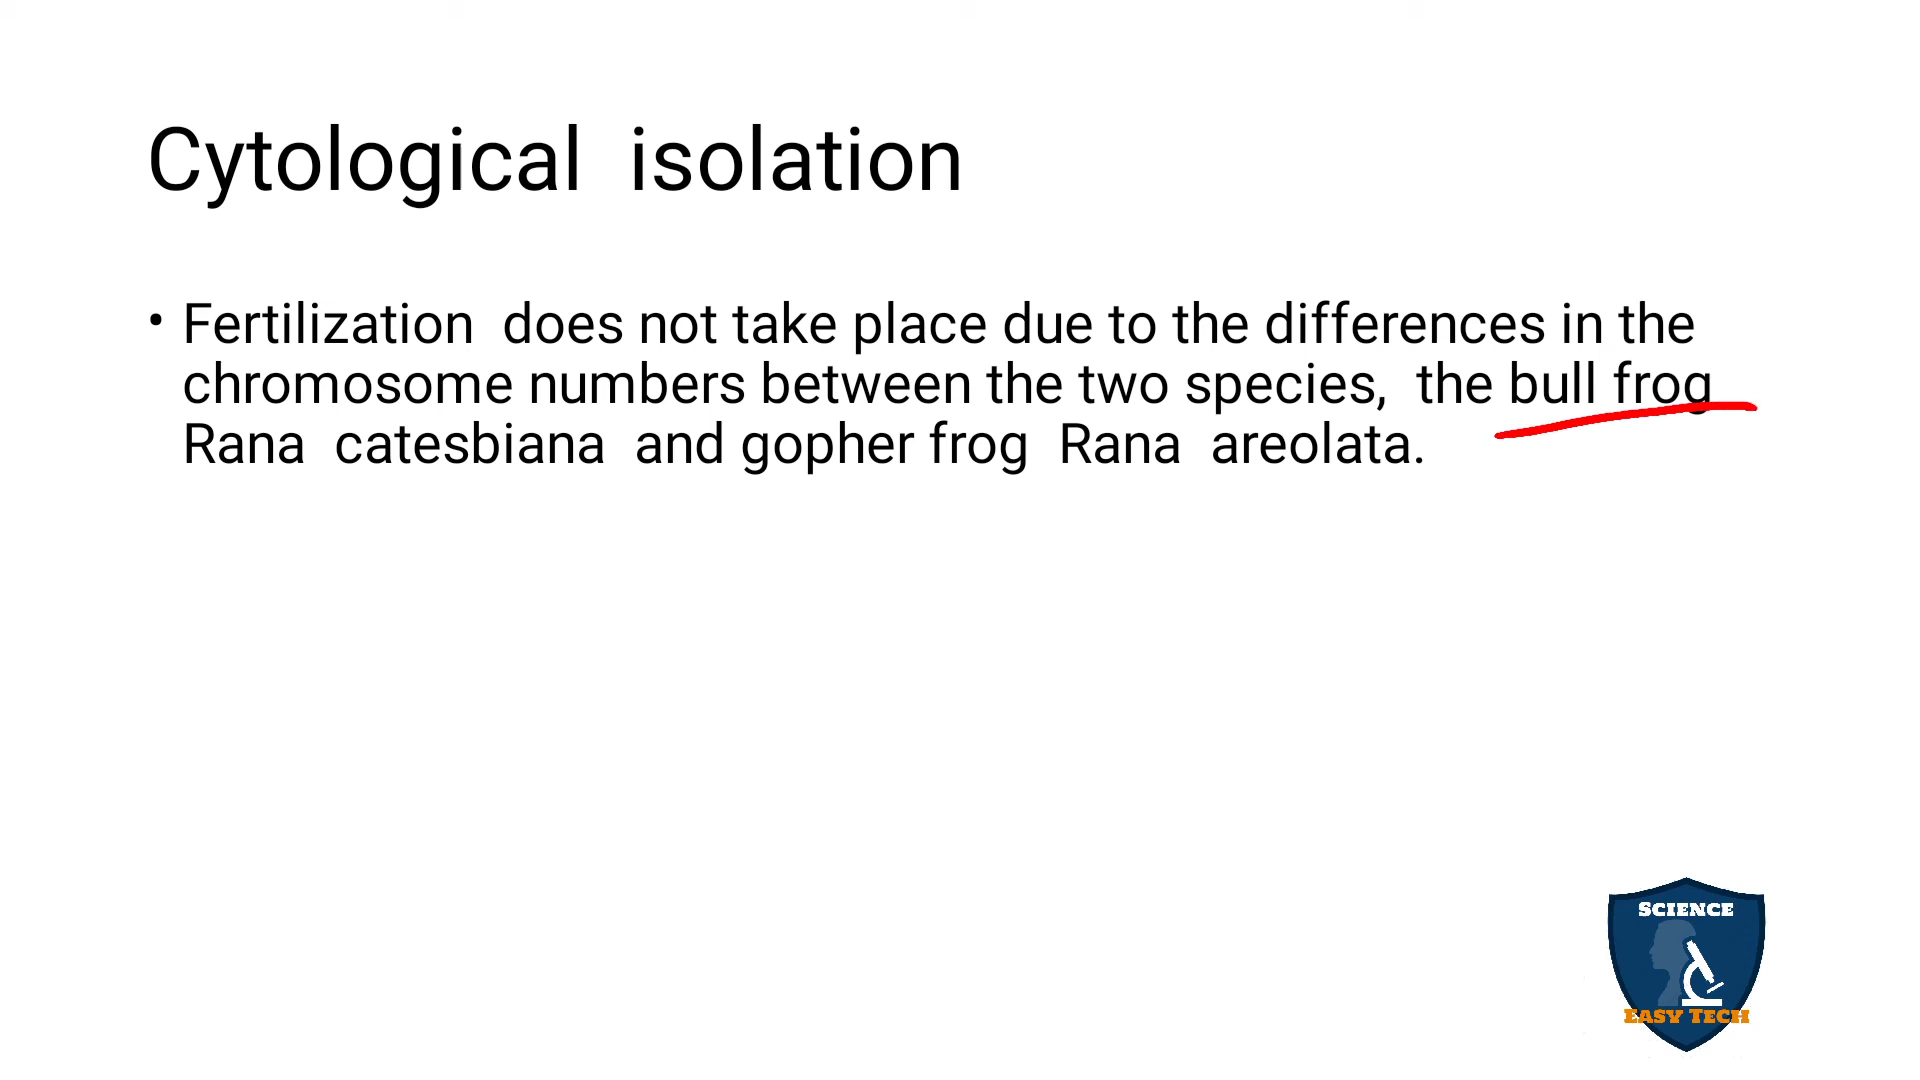 Cytological isolation
• Fertilization does not take place due to the differences in the
chromosome numbers between the two species, the bull frog
Rana catesbiana and gopher frog Rana areolata.
SCIENCE
EASY TECH